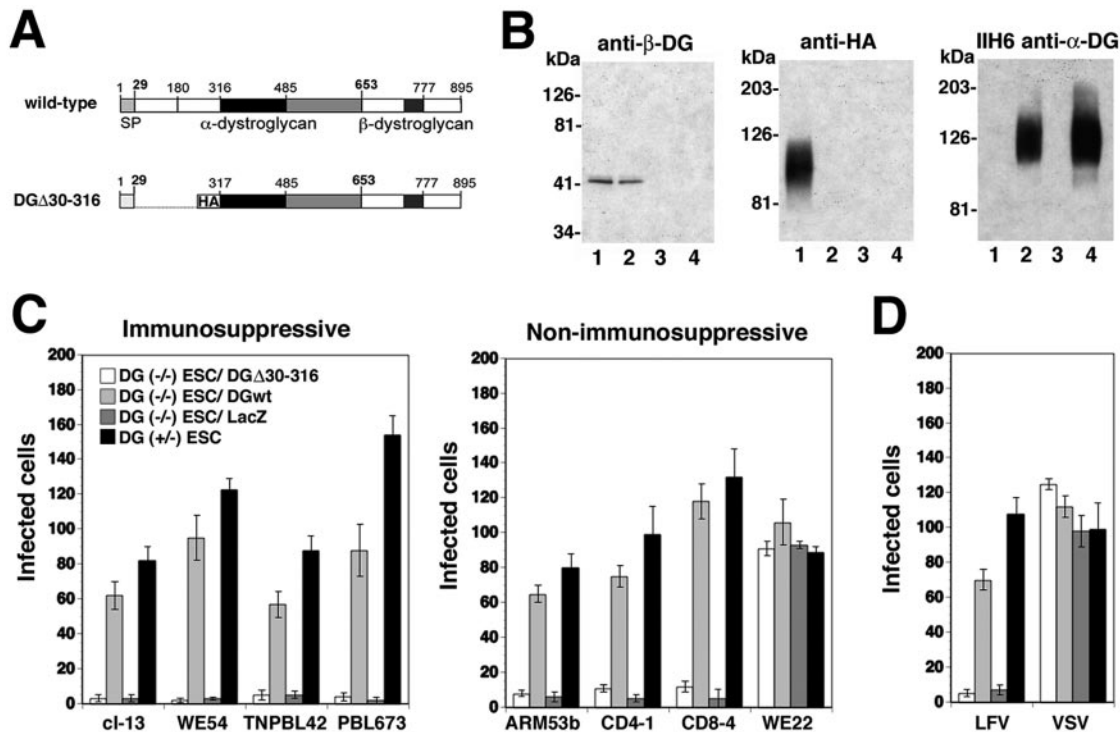 A
1 29 180 316 485 653 777 895
wild-type
SP α-dystroglycan β-dystroglycan
1 29 317 485 653 777 895
DGΔ30-316 HA
B
anti-β-DG
kDa
126-
81-
41-
34-
1 2 3 4
anti-HA
kDa
203-
126-
81-
1 2 3 4
IIH6 anti-α-DG
kDa
203-
126-
81-
1 2 3 4
C
Immunosuppressive
Infected cells
200
180
160
140
120
100
80
60
40
20
0
DG (-/-) ESC/ DGΔ30-316
DG (-/-) ESC/ DGwt
DG (-/-) ESC/ LacZ
DG (+/-) ESC
cl-13 WE54 TNPBL42 PBL673
Non-immunosuppressive
Infected cells
200
180
160
140
120
100
80
60
40
20
0
ARM53b CD4-1 CD8-4 WE22
D
Infected cells
200
180
160
140
120
100
80
60
40
20
0
LFV VSV